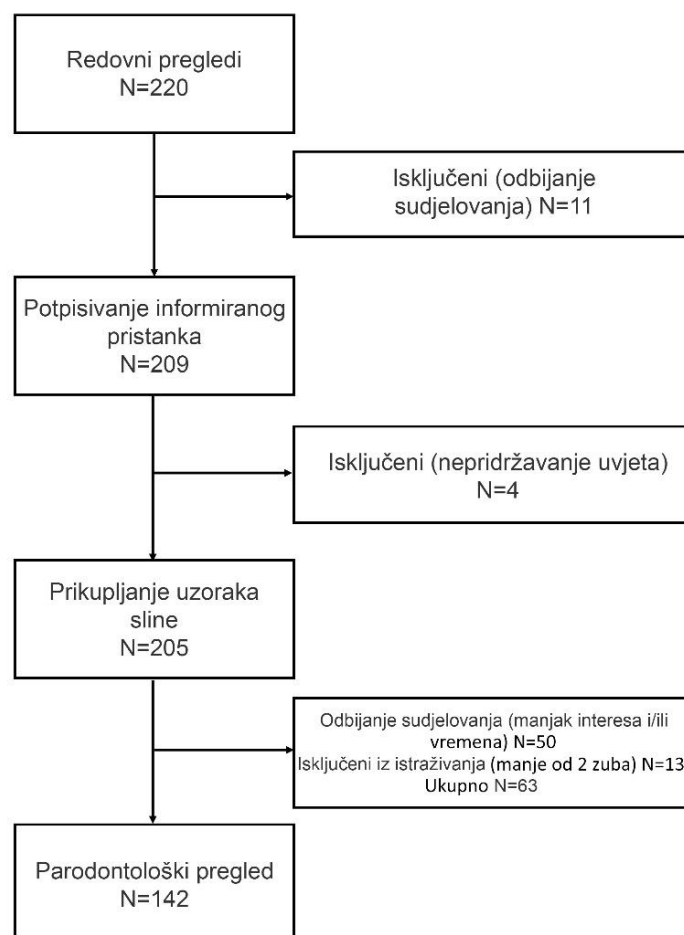 Redovni pregledi
N=220
Isključeni (odbijanje
sudjelovanja) N=11
Potpisivanje informiranog
pristanka
N=209
Isključeni (nepridržavanje uvjeta)
N=4
Prikupljanje uzoraka
sline
N=205
Odbijanje sudjelovanja (manjak interesa i/ili
vremena) N=50
Isključeni iz istraživanja (manje od 2 zuba) N=13
Ukupno N=63
Parodontološki pregled
N=142